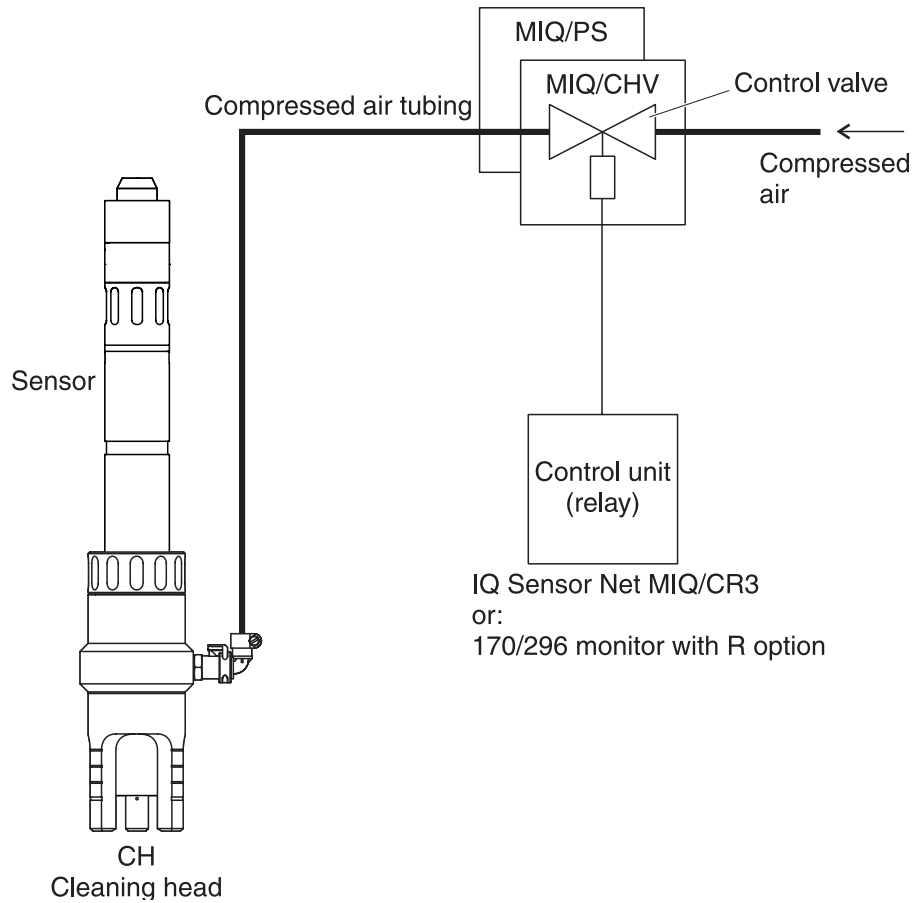 MIQ/PS
MIQ/CHV
Control valve
Compressed air tubing
Compressed
air
Sensor
Control unit
(relay)
IQ Sensor Net MIQ/CR3
or:
170/296 monitor with R option
CH
Cleaning head